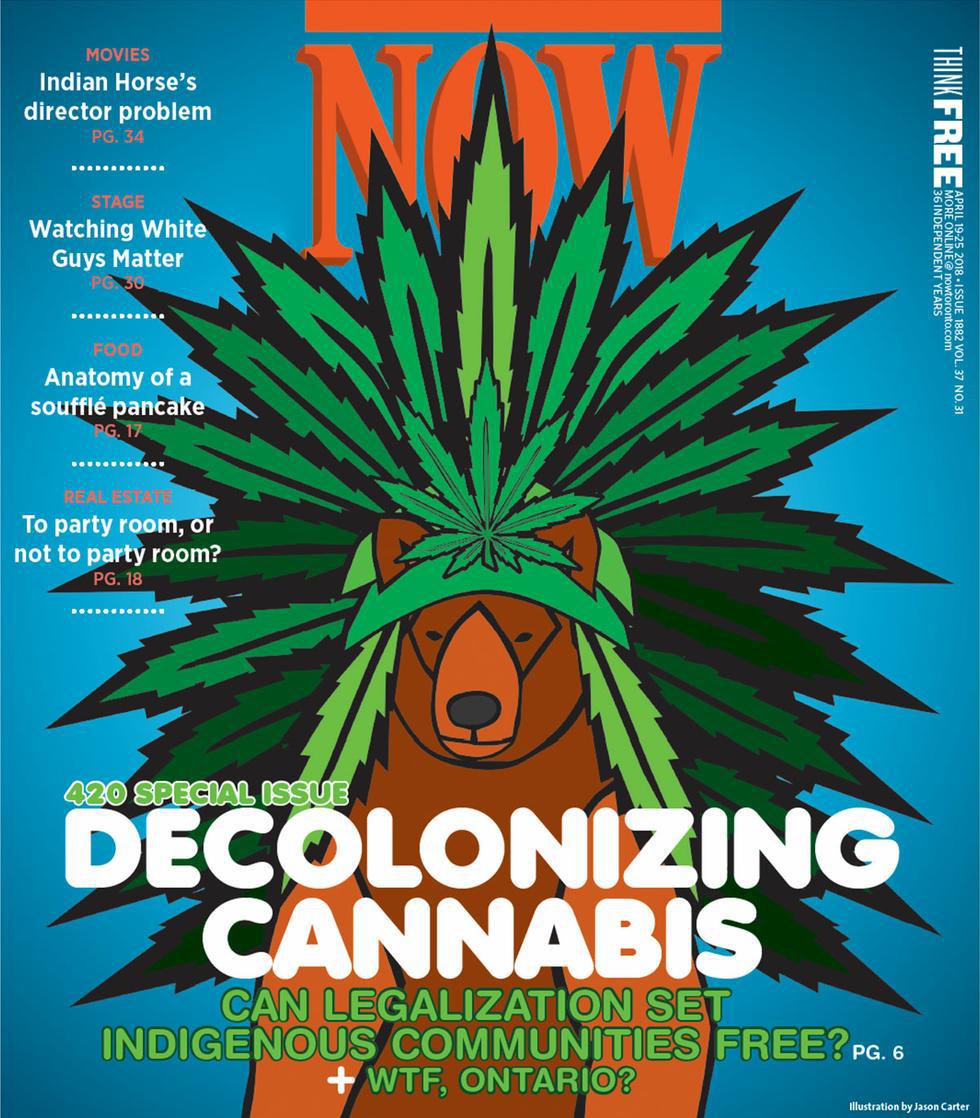 NOW
MOVIES
Indian Horse's
director problem
PG. 34
STAGE
Watching White
Guys Matter
PG. 30
FOOD
Anatomy of a
soufflé pancake
PG. 17
REAL ESTATE
To party room, or
not to party room?
PG. 18
THINK FREE
APRIL 19-25 2018 • ISSUE 1882 VOL. 37 NO. 31
MORE ONLINE @ nowtoronto.com
36 INDEPENDENT YEARS
420 SPECIAL ISSUE
DECOLONIZING
CANNABIS
CAN LEGALIZATION SET
INDIGENOUS COMMUNITIES FREE? PG. 6
+ WTF, ONTARIO?
Illustration by Jason Carter